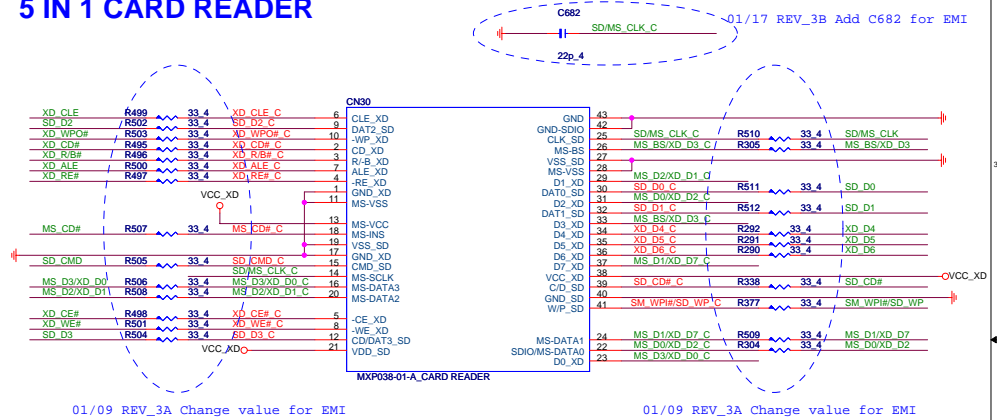 5 IN 1 CARD READER
C682
SD/MS_CLK_C
22p_4
01/17 REV_3B Add C682 for EMI
CN30
XD_CLE R499 33_4 XD_CLE_C 6 CLE_XD
SD_D2 R502 33_4 SD_D2_C 9 DAT2_SD
XD_WPO# R503 33_4 XD_WPO#_C 10 -WP_XD
XD_CD# R495 33_4 XD_CD#_C 2 CD_XD
XD_R/B# R496 33_4 XD_R/B#_C 3 R/-B_XD
XD_ALE R500 33_4 XD_ALE_C 7 ALE_XD
XD_RE# R497 33_4 XD_RE#_C 4 -RE_XD
VCC_XD
1 GND_XD
11 MS-VSS
13 MS-VCC
MS_CD# R507 33_4 MS_CD#_C 18 MS-INS
19 VSS_SD
17 GND_XD
SD_CMD R505 33_4 SD_CMD_C 15 CMD_SD
SD/MS_CLK_C 14 MS-SCLK
MS_D3/XD_D0 R506 33_4 MS_D3/XD_D0_C 16 MS-DATA3
MS_D2/XD_D1 R508 33_4 MS_D2/XD_D1_C 20 MS-DATA2
XD_CE# R498 33_4 XD_CE#_C 5 -CE_XD
XD_WE# R501 33_4 XD_WE#_C 8 -WE_XD
SD_D3 R504 33_4 SD_D3_C 12 CD/DAT3_SD
VCC_XD 21 VDD_SD
GND 43
GND-SDIO 42
CLK_SD 25 SD/MS_CLK_C R510 33_4 SD/MS_CLK
MS-BS 26 MS_BS/XD_D3_C R305 33_4 MS_BS/XD_D3
VSS_SD 27
MS-VSS 28
D1_XD 29 MS_D2/XD_D1_C
DAT0_SD 30 SD_D0_C R511 33_4 SD_D0
D2_XD 31 MS_D0/XD_D2_C
DAT1_SD 32 SD_D1_C R512 33_4 SD_D1
D3_XD 33 MS_BS/XD_D3_C
D4_XD 34 XD_D4_C R292 33_4 XD_D4
D5_XD 35 XD_D5_C R291 33_4 XD_D5
D6_XD 36 XD_D6_C R290 33_4 XD_D6
D7_XD 37 MS_D1/XD_D7_C
VCC_XD 38 VCC_XD
C/D_SD 39 SD_CD#_C R338 33_4 SD_CD#
GND_SD 40
W/P_SD 41 SM_WPI#/SD_WP_C R377 33_4 SM_WPI#/SD_WP
MS-DATA1 24 MS_D1/XD_D7_C R509 33_4 MS_D1/XD_D7
SDIO/MS-DATA0 22 MS_D0/XD_D2_C R304 33_4 MS_D0/XD_D2
D0_XD 23 MS_D3/XD_D0_C
MXP038-01-A_CARD READER
01/09 REV_3A Change value for EMI
01/09 REV_3A Change value for EMI
3